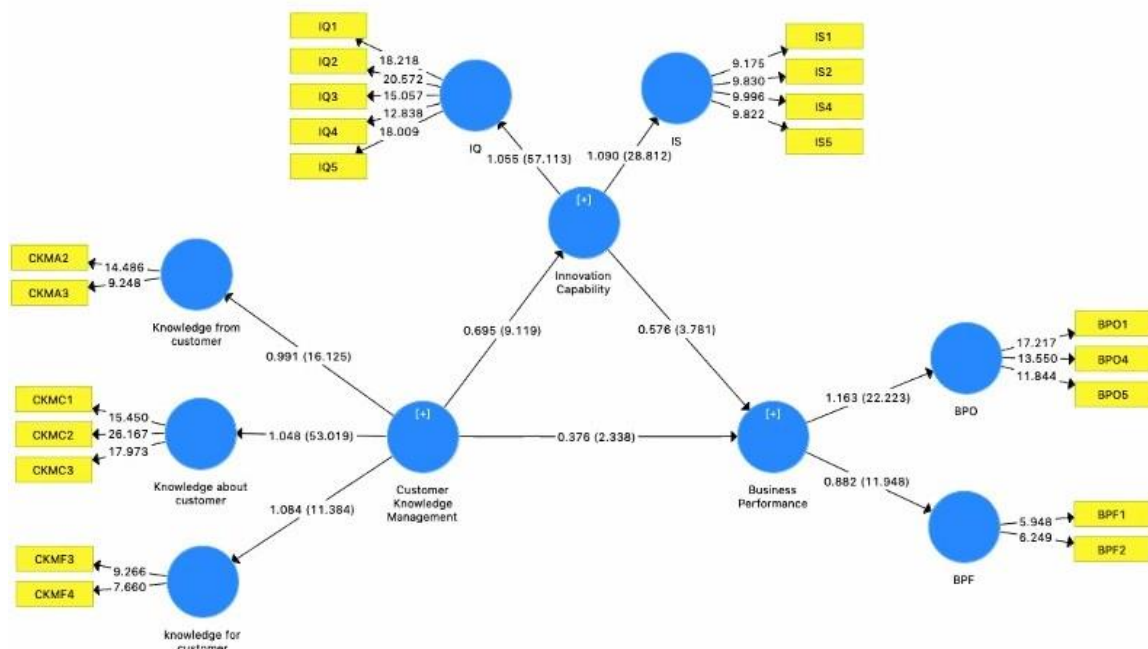 IQ1
IQ2
IQ3
IQ4
IQ5
18.218
20.572
15.057
12.838
18.009
IQ
IS1
IS2
IS4
IS5
9.175
9.830
9.996
9.822
IS
1.055 (57.113)
1.090 (28.812)
[+]
Innovation
Capability
CKMA2
CKMA3
14.486
9.248
Knowledge from
customer
0.991 (16.125)
0.695 (9.119)
0.576 (3.781)
CKMC1
CKMC2
CKMC3
15.450
26.167
17.973
Knowledge about
customer
1.048 (53.019)
[+]
Customer
Knowledge
Management
0.376 (2.338)
[+]
Business
Performance
1.163 (22.223)
BPO
17.217
13.550
11.844
BPO1
BPO4
BPO5
1.084 (11.384)
0.882 (11.948)
CKMF3
CKMF4
9.266
7.660
knowledge for
customer
BPF
5.948
6.249
BPF1
BPF2